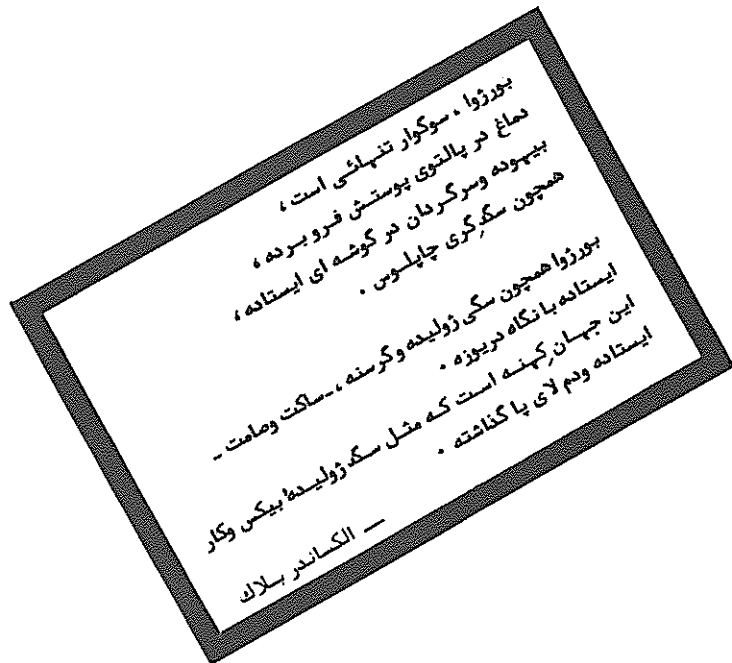 بورژوا ، سوگوار تنهائی است ،
دماغ در پالتوی پوستش فرو برده ،
بیهوده وسرگردان در گوشه ای ایستاده ،
همچون سگِ گری چاپلوس .
بورژوا همچون سگی ژولیده وگرسنه ، ـ ساکت وصامت ـ
ایستاده با نگاه دریوزه .
این جهانِ کهنه است که مثل سگ ژولیدهٔ بیکس وکار
ایستاده ودم لای پا گذاشته .
— الکساندر بلاك